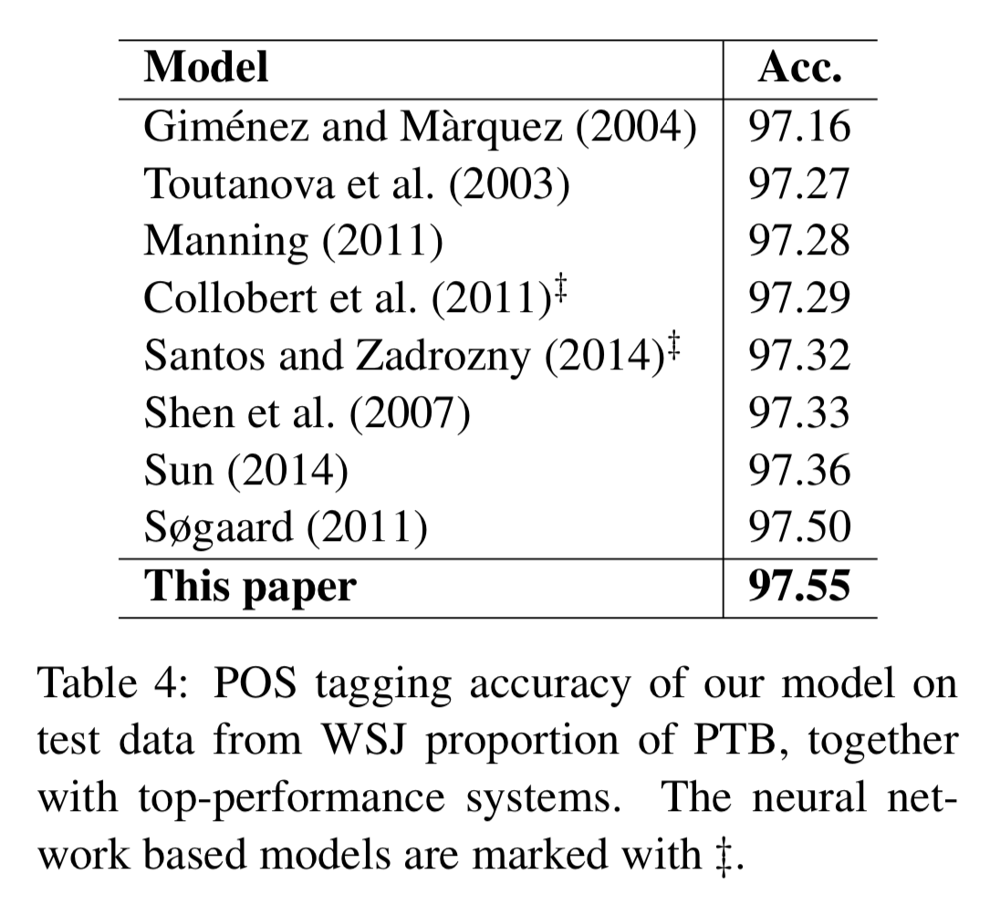 Model Acc.
Giménez and Màrquez (2004) 97.16
Toutanova et al. (2003) 97.27
Manning (2011) 97.28
Collobert et al. (2011)‡ 97.29
Santos and Zadrozny (2014)‡ 97.32
Shen et al. (2007) 97.33
Sun (2014) 97.36
Søgaard (2011) 97.50
This paper 97.55
Table 4: POS tagging accuracy of our model on
test data from WSJ proportion of PTB, together
with top-performance systems. The neural net-
work based models are marked with ‡.